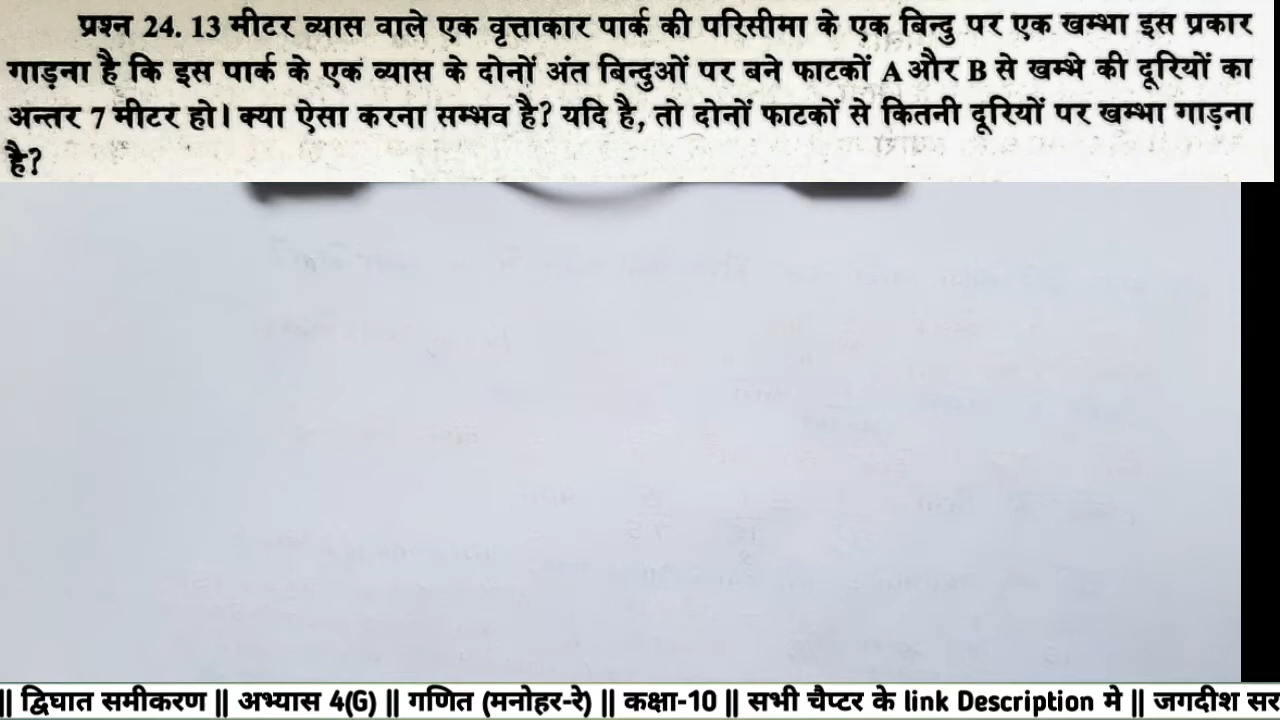 प्रश्न 24. 13 मीटर व्यास वाले एक वृत्ताकार पार्क की परिसीमा के एक बिन्दु पर एक खम्भा इस प्रकार
गाड़ना है कि इस पार्क के एक व्यास के दोनों अंत बिन्दुओं पर बने फाटकों A और B से खम्भे की दूरियों का
अन्तर 7 मीटर हो। क्या ऐसा करना सम्भव है? यदि है, तो दोनों फाटकों से कितनी दूरियों पर खम्भा गाड़ना
है?
|| द्विघात समीकरण || अभ्यास 4(G) || गणित (मनोहर-रे) || कक्षा-10 || सभी चैप्टर के link Description मे || जगदीश सर